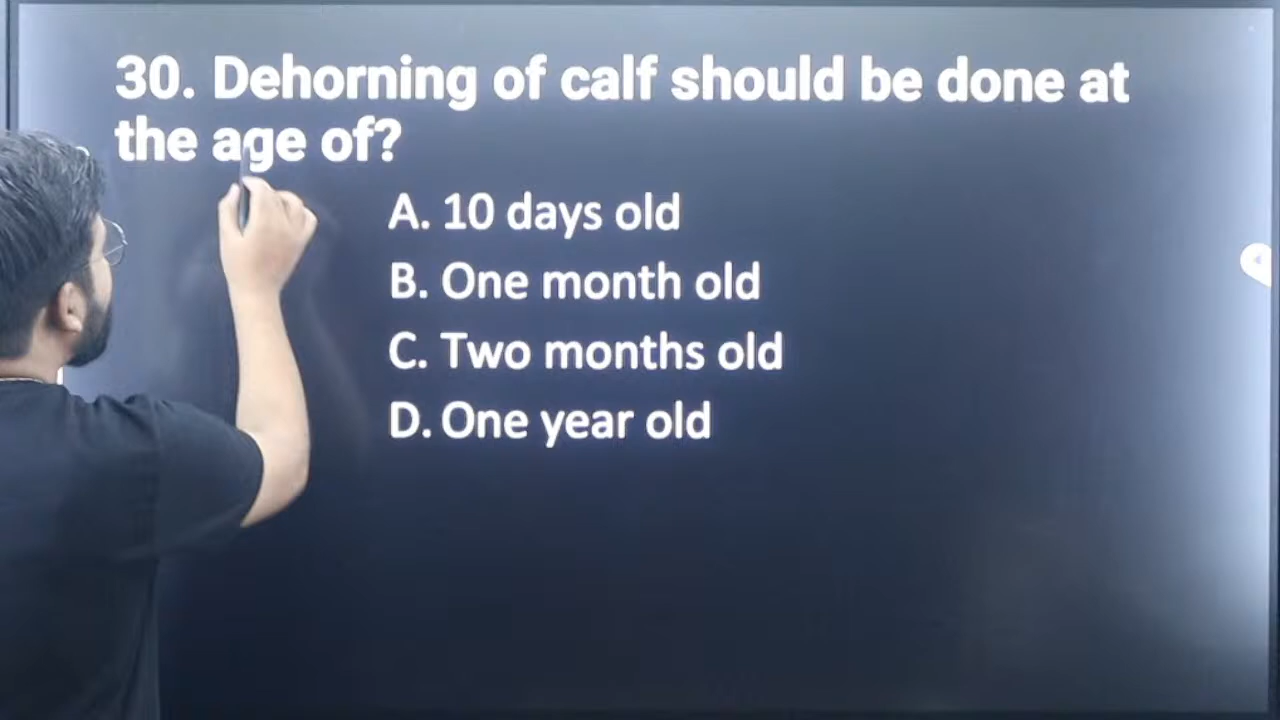 30. Dehorning of calf should be done at
the age of?
A. 10 days old
B. One month old
C. Two months old
D. One year old